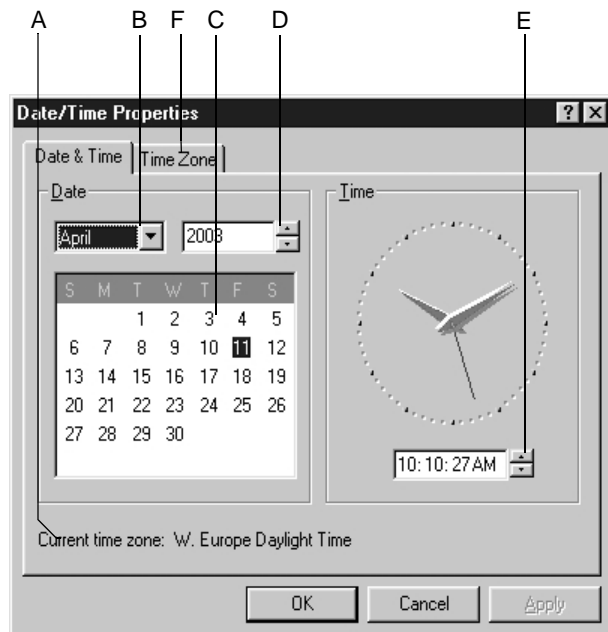 A B F C D E
Date/Time Properties ? ×
Date & Time Time Zone
Date Time
April 2003
S M T W T F S
1 2 3 4 5
6 7 8 9 10 11 12
13 14 15 16 17 18 19
20 21 22 23 24 25 26
27 28 29 30
10:10:27AM
Current time zone: W. Europe Daylight Time
OK Cancel Apply